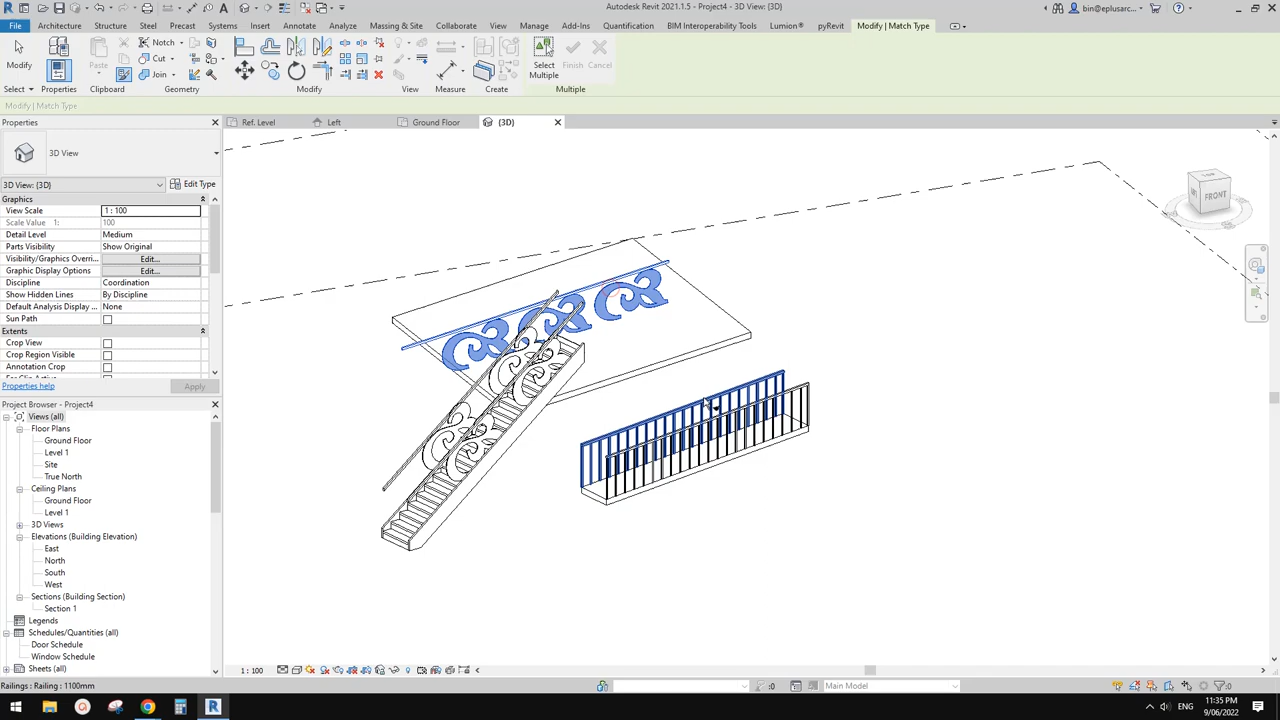 Autodesk Revit 2021.1.5 - Project4 - 3D View: {3D}
bin@eplusarc...
File Architecture Structure Steel Precast Systems Insert Annotate Analyze Massing & Site Collaborate View Manage Add-Ins Quantification BIM Interoperability Tools Lumion® pyRevit Modify | Match Type
Modify
Paste
Notch
Cut
Join
Select Multiple
Finish
Cancel
Select Properties Clipboard Geometry Modify View Measure Create Multiple
Modify | Match Type
Properties
Ref. Level Left Ground Floor {3D}
3D View
3D View: {3D} Edit Type
Graphics
View Scale 1 : 100
Scale Value 1: 100
Detail Level Medium
Parts Visibility Show Original
Visibility/Graphics Overri... Edit...
Graphic Display Options Edit...
Discipline Coordination
Show Hidden Lines By Discipline
Default Analysis Display ... None
Sun Path
Extents
Crop View
Crop Region Visible
Annotation Crop
Properties help Apply
Project Browser - Project4
Views (all)
Floor Plans
Ground Floor
Level 1
Site
True North
Ceiling Plans
Ground Floor
Level 1
3D Views
Elevations (Building Elevation)
East
North
South
West
Sections (Building Section)
Section 1
Legends
Schedules/Quantities (all)
Door Schedule
Window Schedule
Sheets (all)
FRONT
1 : 100
Railings : Railing : 1100mm
:0
Main Model
:0
ENG
11:35 PM
9/06/2022